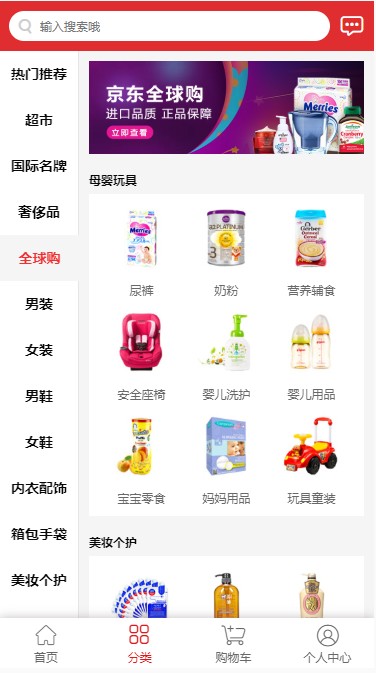 输入搜索哦
热门推荐
超市
国际名牌
奢侈品
全球购
男装
女装
男鞋
女鞋
内衣配饰
箱包手袋
美妆个护
京东全球购
进口品质 正品保障
立即查看
Merries
Cranberry
母婴玩具
Merries
PLATINUM
3
Gerber
尿裤
奶粉
营养辅食
安全座椅
婴儿洗护
婴儿用品
宝宝零食
妈妈用品
玩具童装
美妆个护
首页
分类
购物车
个人中心